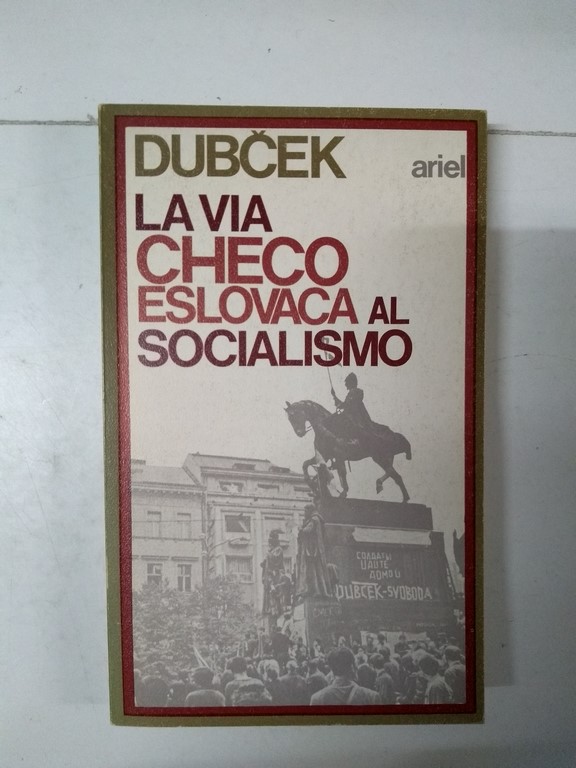 DUBČEK
ariel
LA VIA
CHECO
ESLOVACA AL
SOCIALISMO
СОЛДАТЫ
ИДИТЕ
ДОМОЙ
DUBČEK-SVOBODA